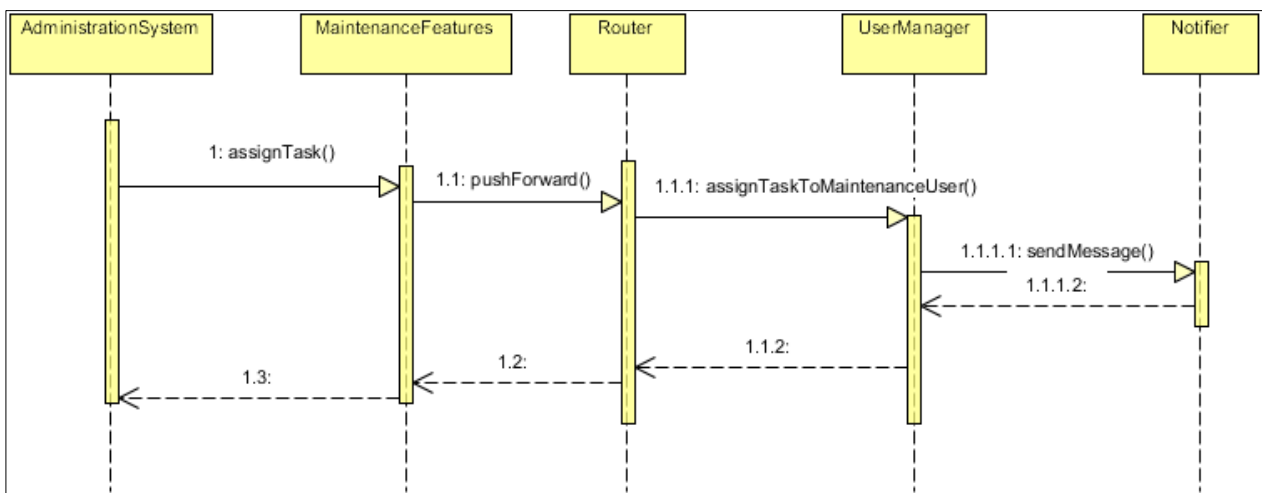 AdministrationSystem
MaintenanceFeatures
Router
UserManager
Notifier
1: assignTask()
1.1: pushForward()
1.1.1: assignTaskToMaintenanceUser()
1.1.1.1: sendMessage()
1.1.1.2:
1.1.2:
1.2:
1.3: